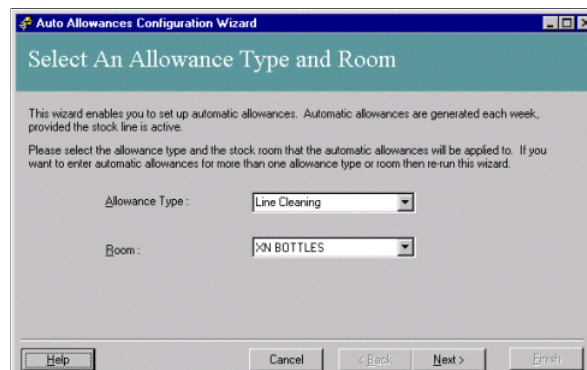 Auto Allowances Configuration Wizard
Select An Allowance Type and Room
This wizard enables you to set up automatic allowances. Automatic allowances are generated each week,
provided the stock line is active.
Please select the allowance type and the stock room that the automatic allowances will be applied to. If you
want to enter automatic allowances for more than one allowance type or room then re-run this wizard.
Allowance Type : Line Cleaning
Room : XN BOTTLES
Help Cancel < Back Next > Finish